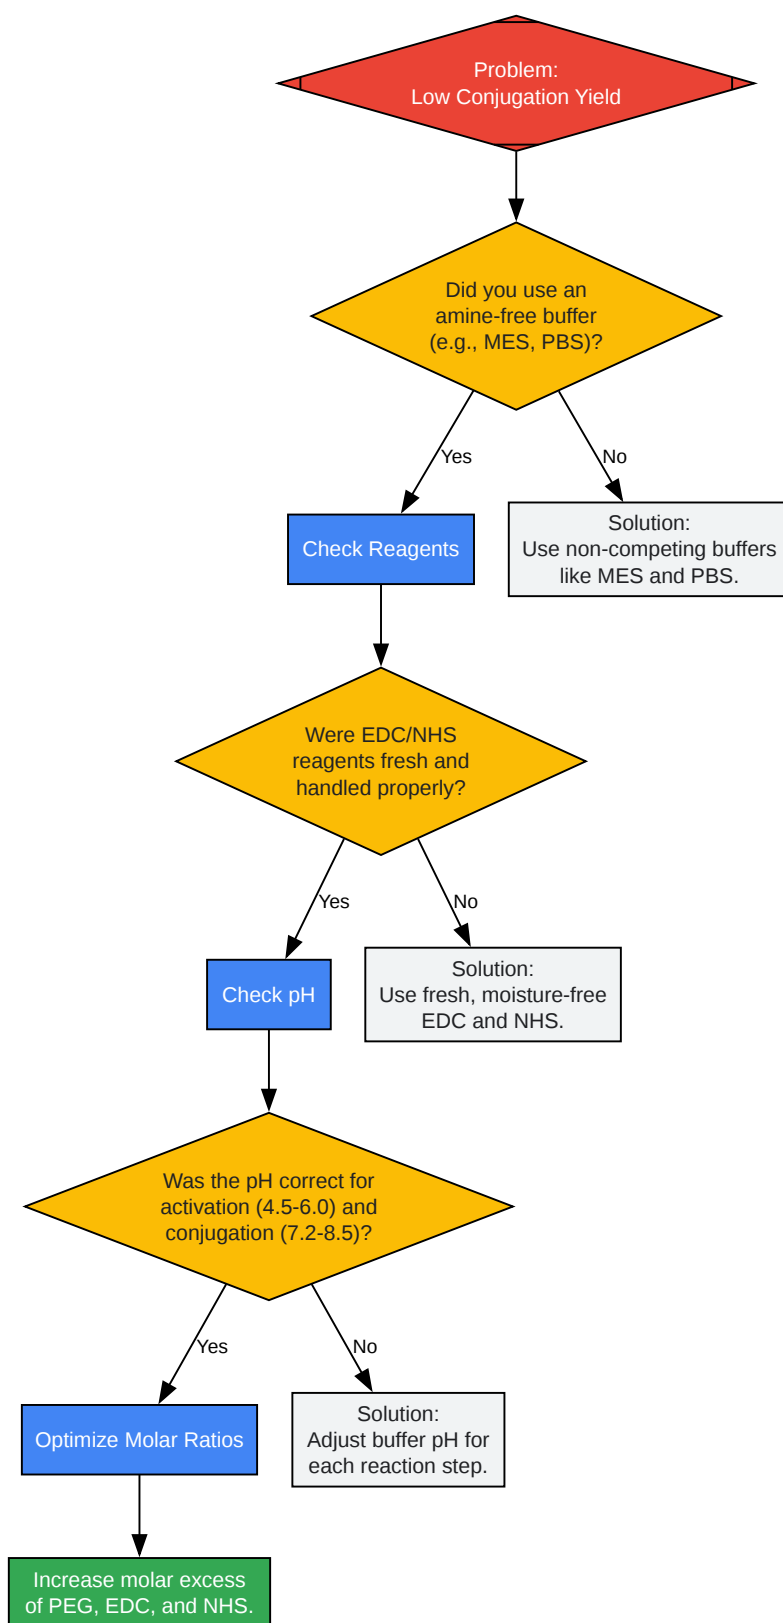 Problem:
Low Conjugation Yield
Did you use an
amine-free buffer
(e.g., MES, PBS)?
Yes
No
Check Reagents
Solution:
Use non-competing buffers
like MES and PBS.
Were EDC/NHS
reagents fresh and
handled properly?
Yes
No
Check pH
Solution:
Use fresh, moisture-free
EDC and NHS.
Was the pH correct for
activation (4.5-6.0) and
conjugation (7.2-8.5)?
Yes
No
Optimize Molar Ratios
Solution:
Adjust buffer pH for
each reaction step.
Increase molar excess
of PEG, EDC, and NHS.